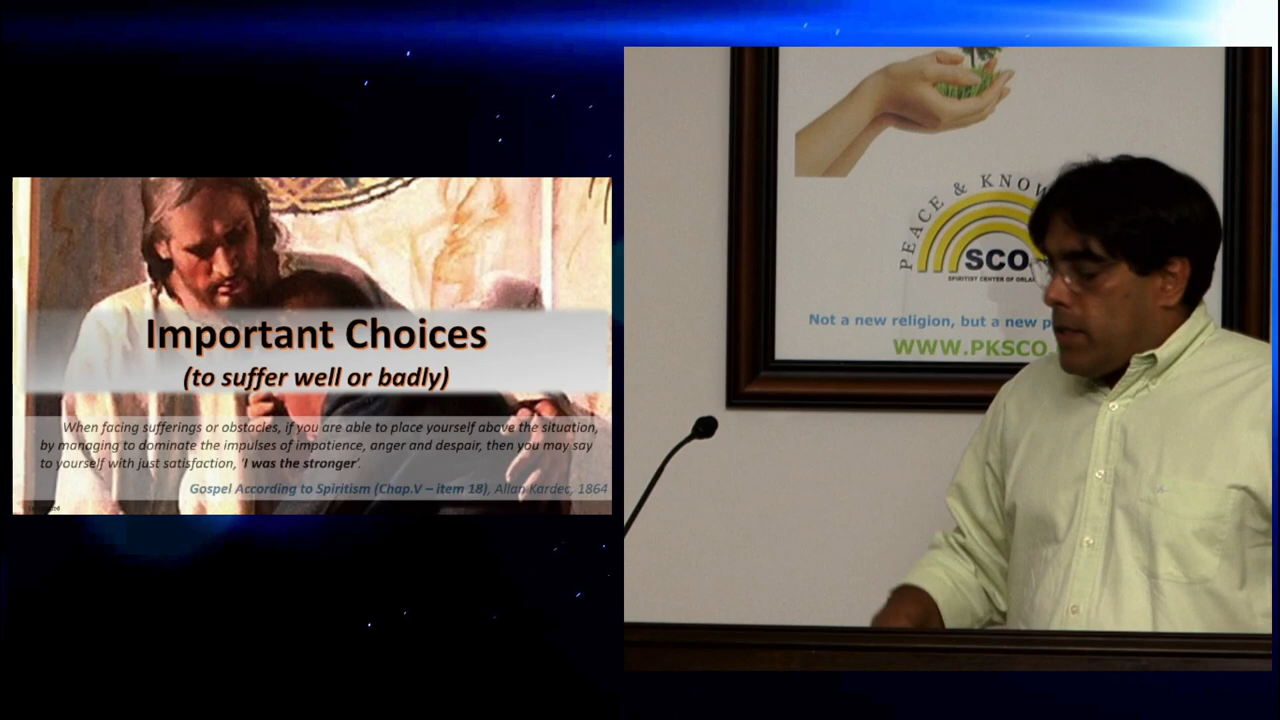 Important Choices
(to suffer well or badly)
When facing sufferings or obstacles, if you are able to place yourself above the situation,
by managing to dominate the impulses of impatience, anger and despair, then you may say
to yourself with just satisfaction, 'I was the stronger'.
Gospel According to Spiritism (Chap.V – item 18), Allan Kardec, 1864
PEACE & KNOW
SCO
SPIRITIST CENTER OF
Not a new religion, but a new
WWW.PKSCO.